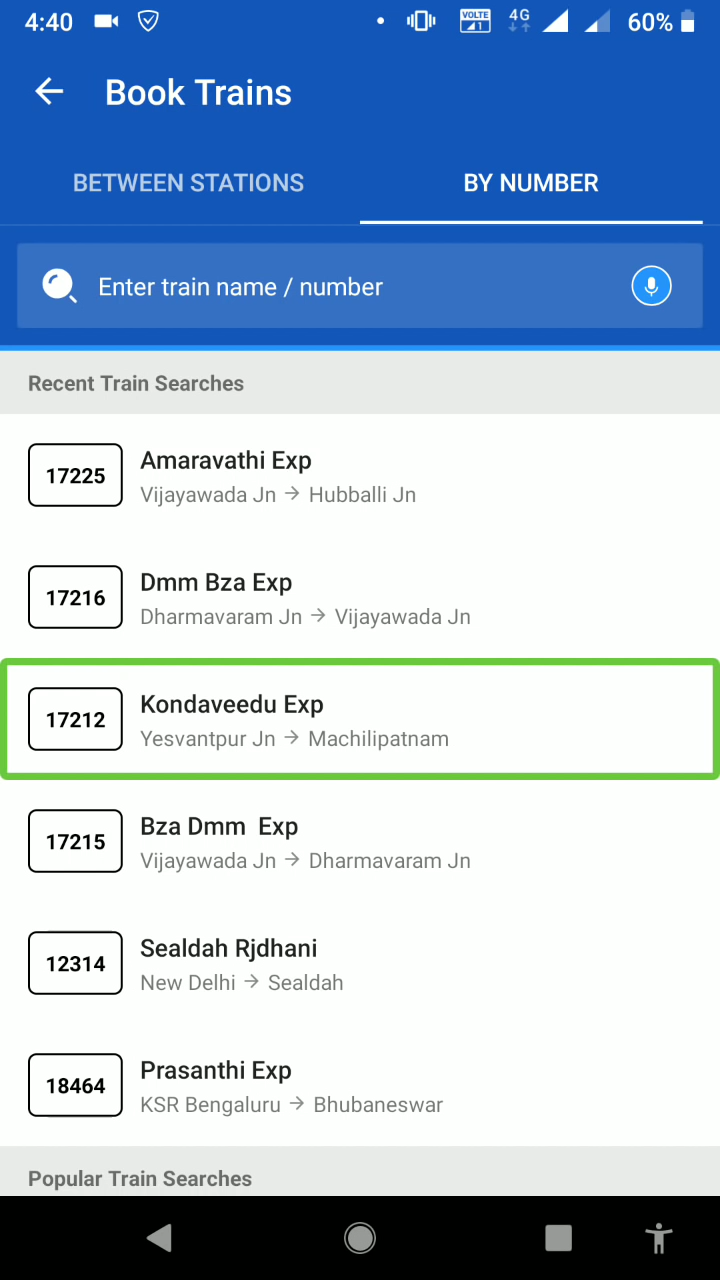 4:40
VOLTE 1 4G 60%
Book Trains
BETWEEN STATIONS
BY NUMBER
Enter train name / number
Recent Train Searches
17225
Amaravathi Exp
Vijayawada Jn → Hubballi Jn
17216
Dmm Bza Exp
Dharmavaram Jn → Vijayawada Jn
17212
Kondaveedu Exp
Yesvantpur Jn → Machilipatnam
17215
Bza Dmm  Exp
Vijayawada Jn → Dharmavaram Jn
12314
Sealdah Rjdhani
New Delhi → Sealdah
18464
Prasanthi Exp
KSR Bengaluru → Bhubaneswar
Popular Train Searches